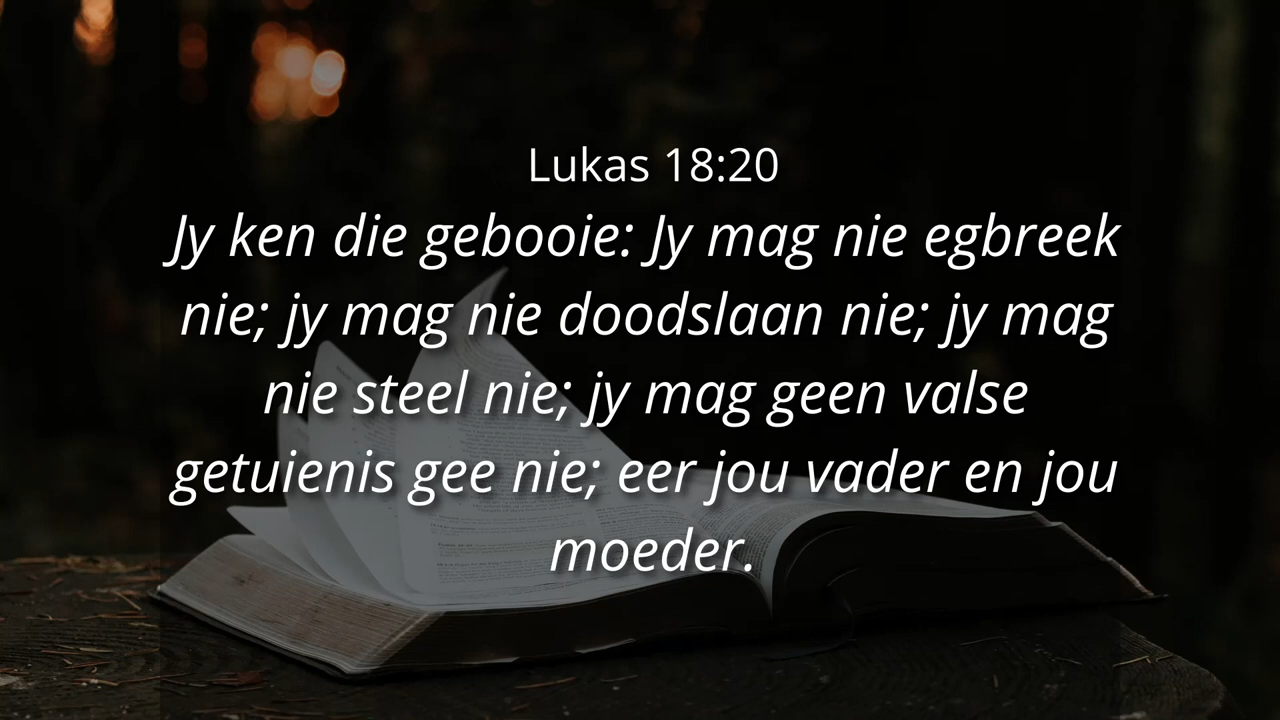 Lukas 18:20
Jy ken die gebooie: Jy mag nie egbreek
nie; jy mag nie doodslaan nie; jy mag
nie steel nie; jy mag geen valse
getuienis gee nie; eer jou vader en jou
moeder.